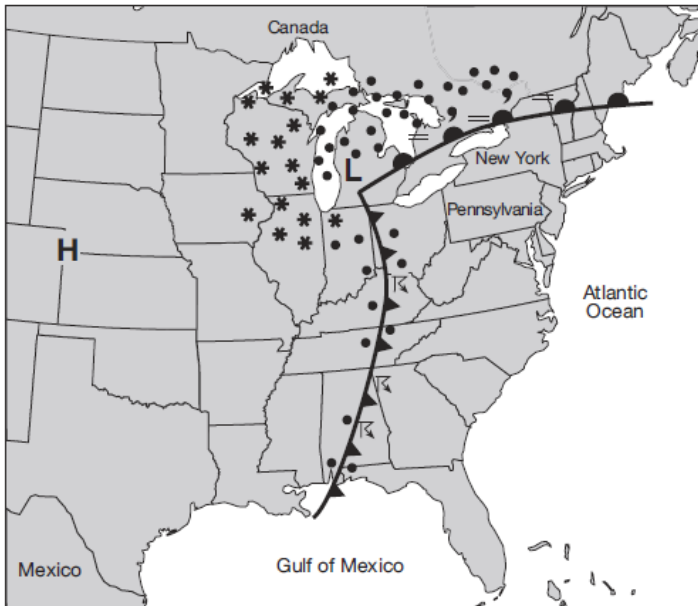 Canada
L
New York
Pennsylvania
H
Atlantic
Ocean
Mexico
Gulf of Mexico